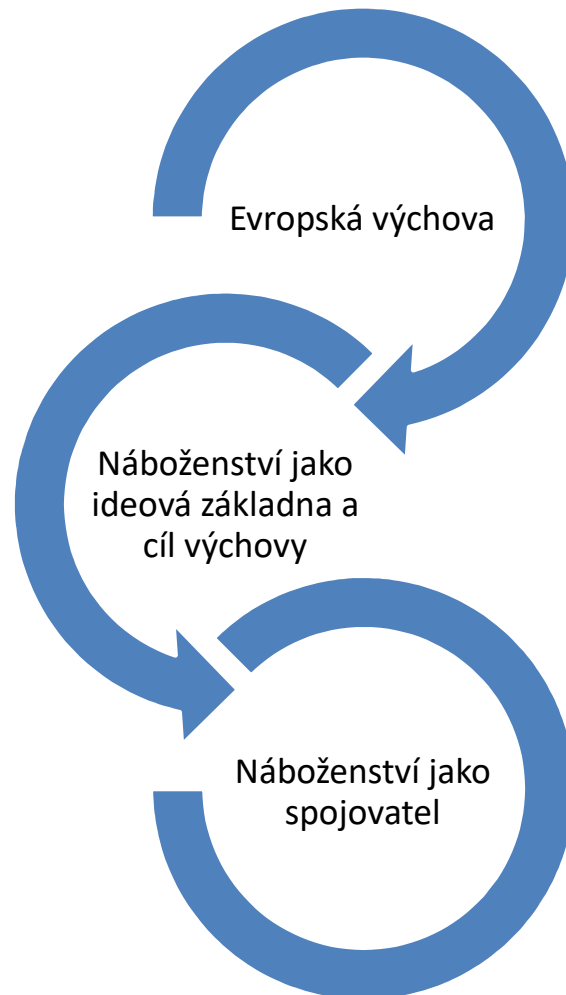 Evropská výchova
Náboženství jako
ideová základna a
cíl výchovy
Náboženství jako
spojovatel